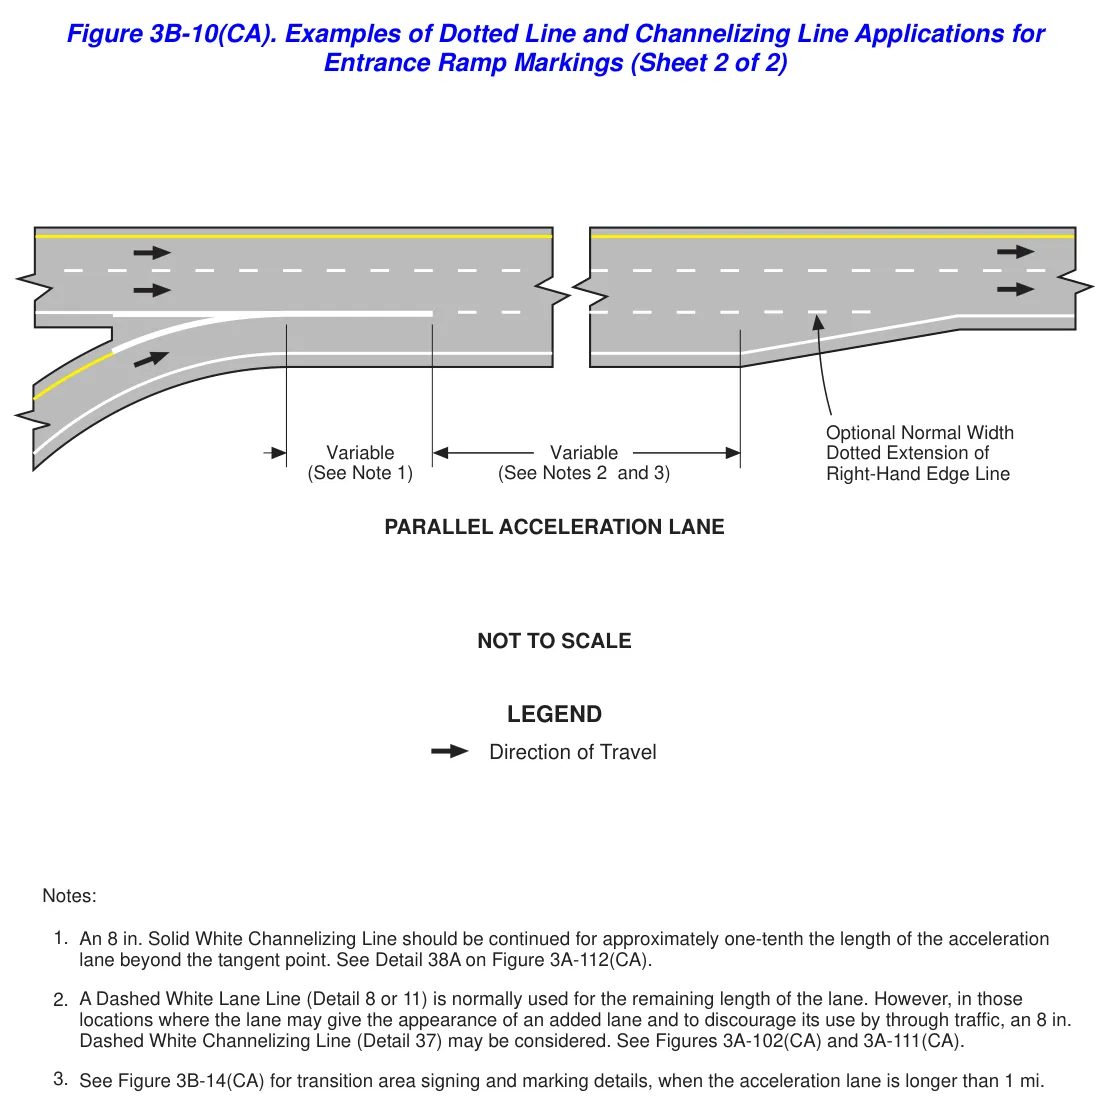 Figure 3B-10(CA). Examples of Dotted Line and Channelizing Line Applications for
Entrance Ramp Markings (Sheet 2 of 2)
Variable
(See Note 1)
Variable
(See Notes 2 and 3)
Optional Normal Width
Dotted Extension of
Right-Hand Edge Line
PARALLEL ACCELERATION LANE
NOT TO SCALE
LEGEND
Direction of Travel
Notes:
1. An 8 in. Solid White Channelizing Line should be continued for approximately one-tenth the length of the acceleration
lane beyond the tangent point. See Detail 38A on Figure 3A-112(CA).
2. A Dashed White Lane Line (Detail 8 or 11) is normally used for the remaining length of the lane. However, in those
locations where the lane may give the appearance of an added lane and to discourage its use by through traffic, an 8 in.
Dashed White Channelizing Line (Detail 37) may be considered. See Figures 3A-102(CA) and 3A-111(CA).
3. See Figure 3B-14(CA) for transition area signing and marking details, when the acceleration lane is longer than 1 mi.